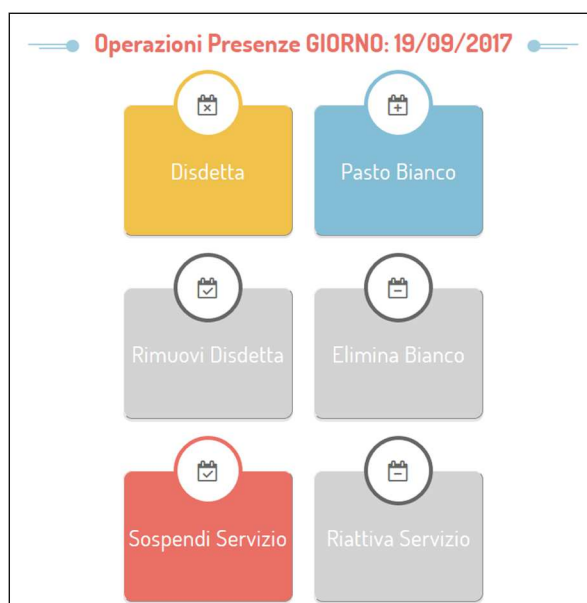 Operazioni Presenze GIORNO: 19/09/2017
Disdetta
Pasto Bianco
Rimuovi Disdetta
Elimina Bianco
Sospendi Servizio
Riattiva Servizio